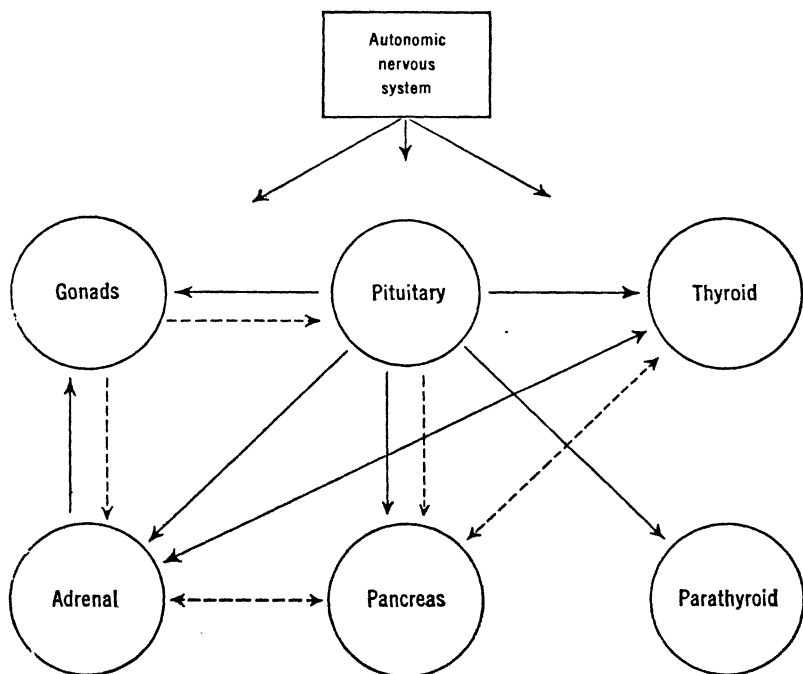 Autonomic
nervous
system
Gonads
Pituitary
Thyroid
Adrenal
Pancreas
Parathyroid